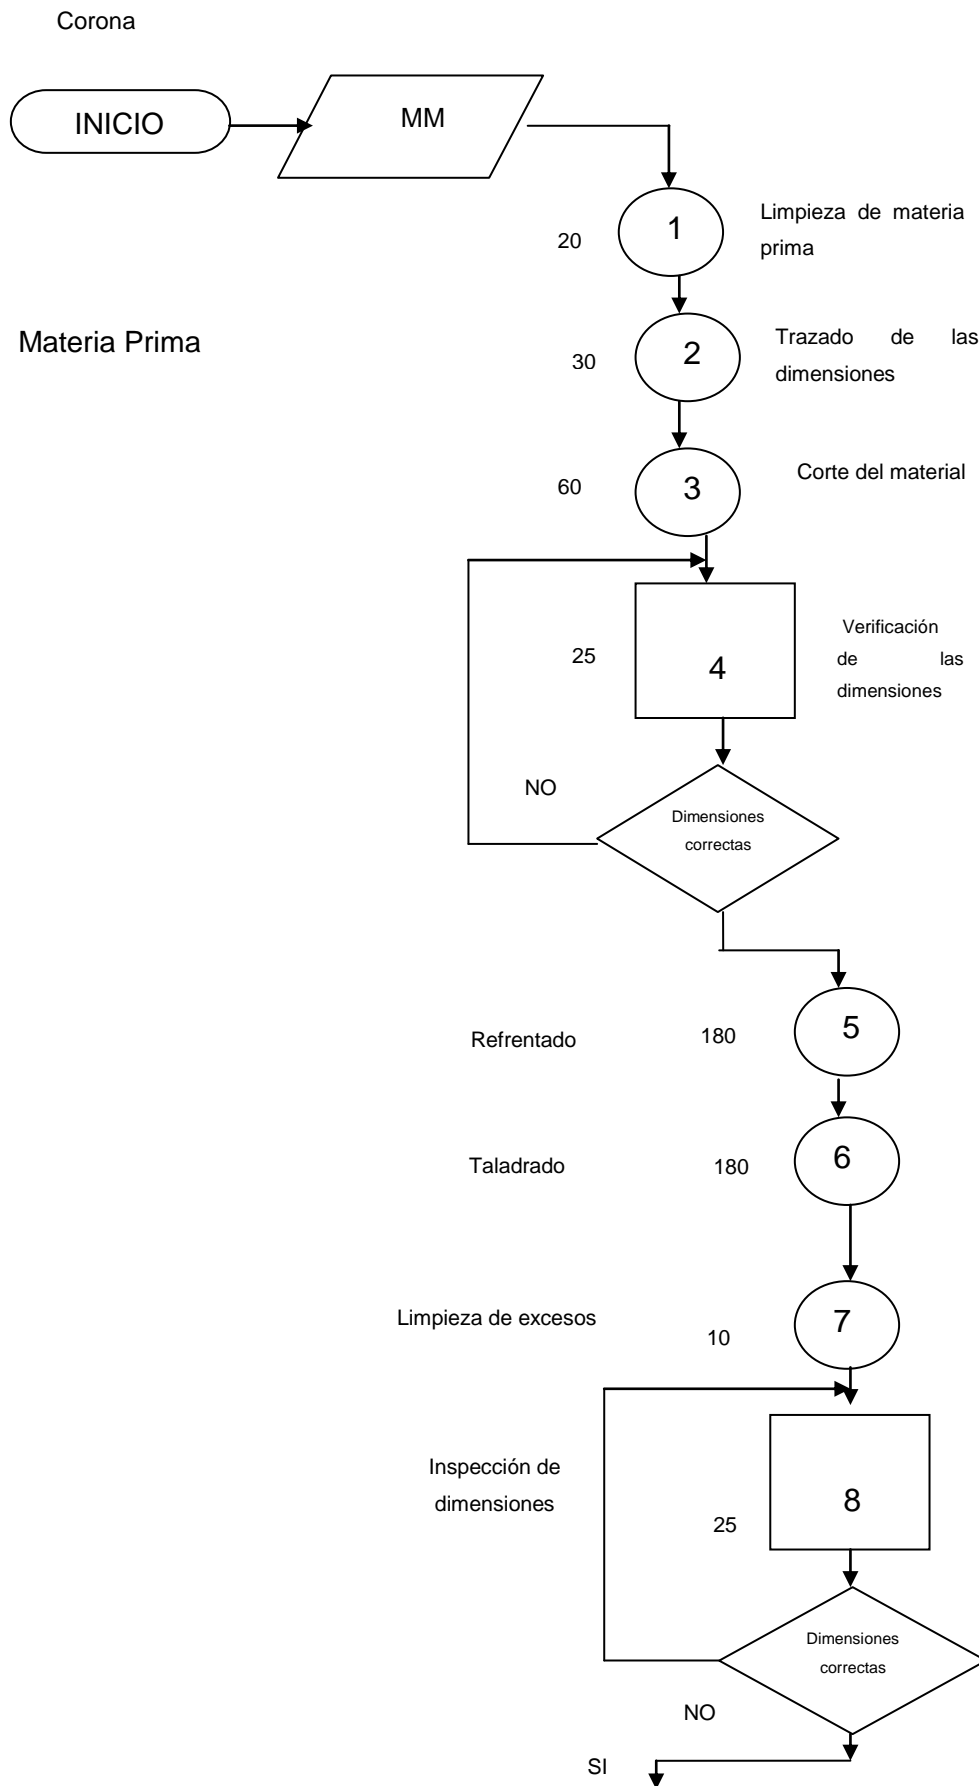 Corona
INICIO
MM
1
20
Limpieza de materia
prima
Materia Prima
2
30
Trazado de las
dimensiones
3
60
Corte del material
4
25
Verificación
de las
dimensiones
NO
Dimensiones
correctas
Refrentado
180
5
Taladrado
180
6
Limpieza de excesos
10
7
Inspección de
dimensiones
25
8
Dimensiones
correctas
NO
SI